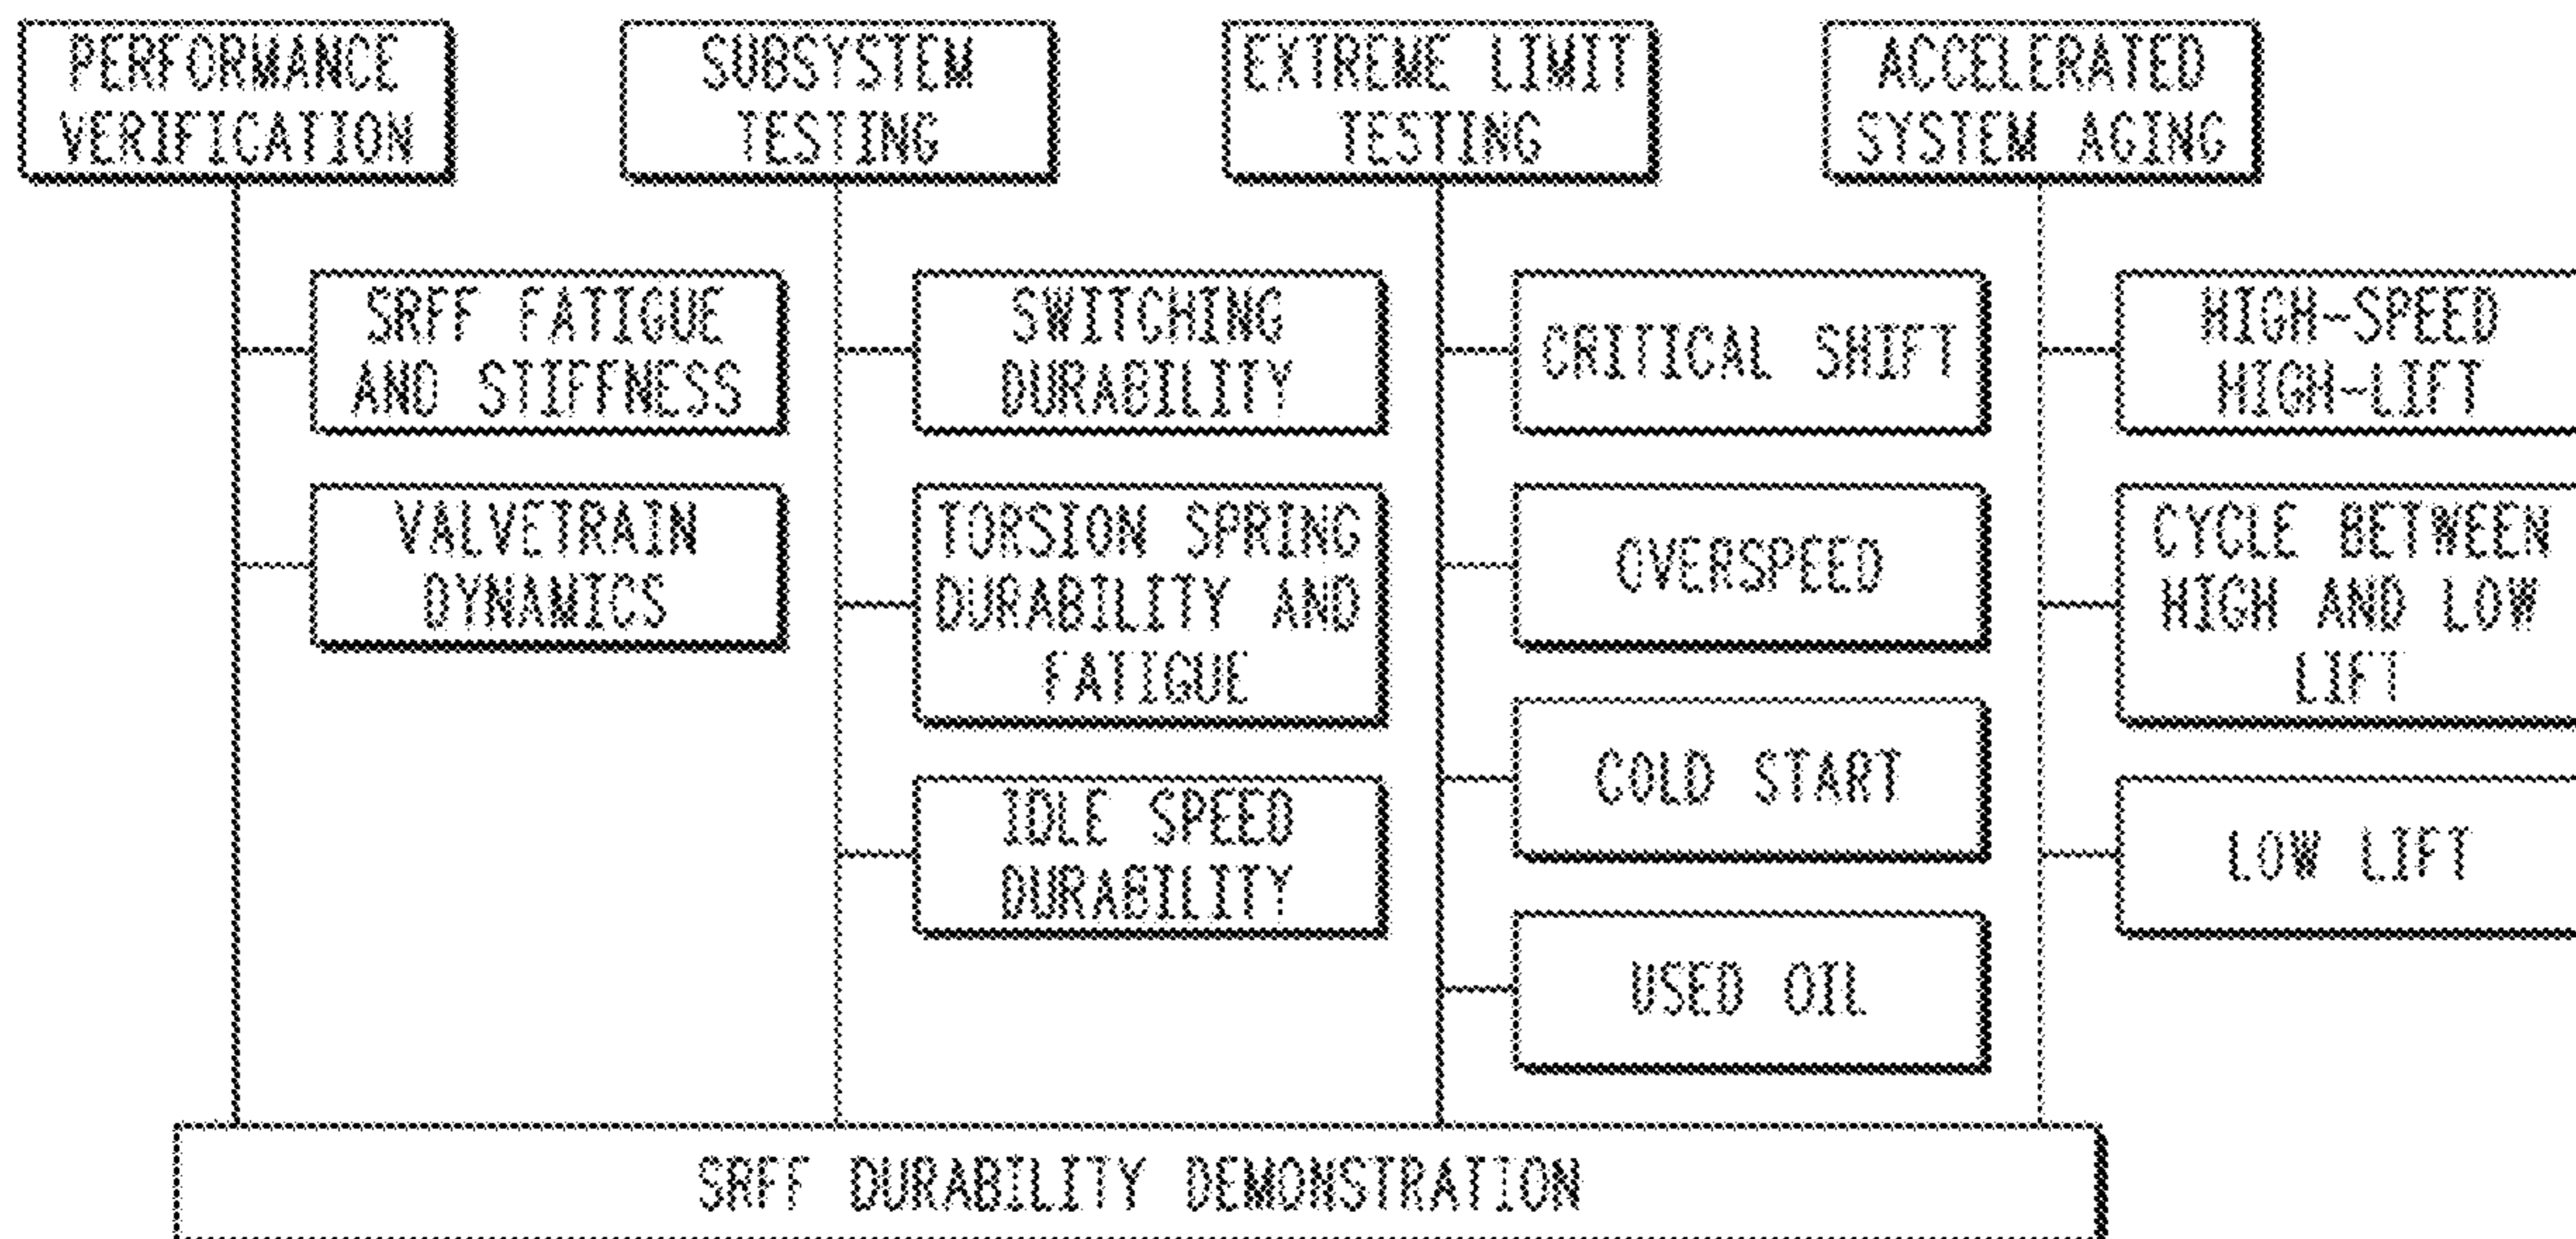 PERFORMANCE
VERIFICATION
SUBSYSTEM
TESTING
EXTREME LIMIT
TESTING
ACCELERATED
SYSTEM AGING
SRFF FATIGUE
AND STIFFNESS
VALVETRAIN
DYNAMICS
SWITCHING
DURABILITY
TORSION SPRING
DURABILITY AND
FATIGUE
IDLE SPEED
DURABILITY
CRITICAL SHIFT
OVERSPEED
COLD START
USED OIL
HIGH-SPEED
HIGH-LIFT
CYCLE BETWEEN
HIGH AND LOW
LIFT
LOW LIFT
SRFF DURABILITY DEMONSTRATION